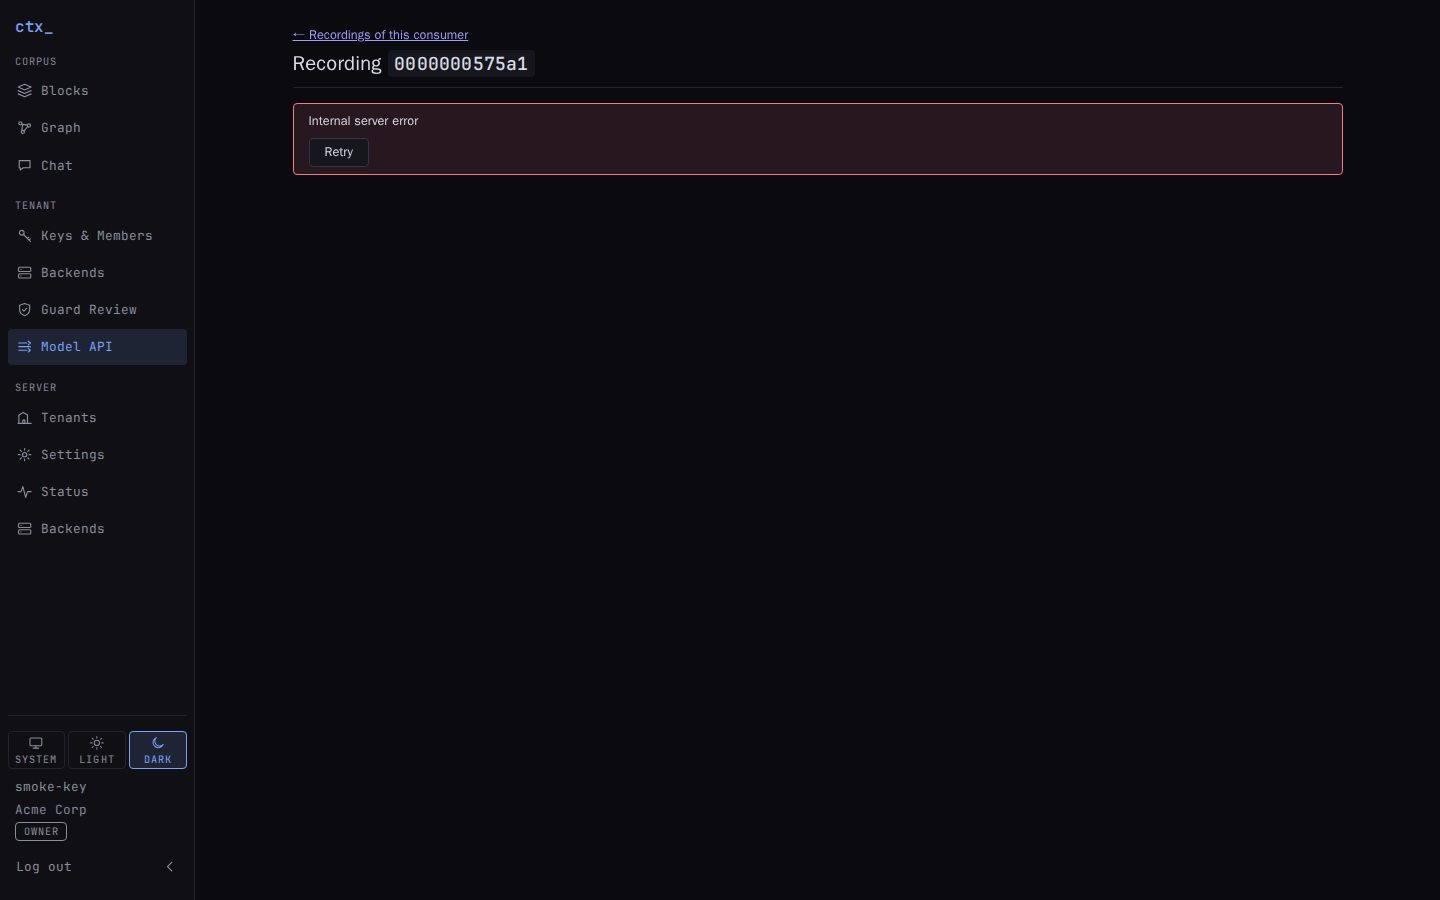 ctx_
CORPUS
Blocks
Graph
Chat
TENANT
Keys & Members
Backends
Guard Review
Model API
SERVER
Tenants
Settings
Status
Backends
SYSTEM
LIGHT
DARK
smoke-key
Acme Corp
OWNER
Log out
← Recordings of this consumer
Recording 0000000575a1
Internal server error
Retry